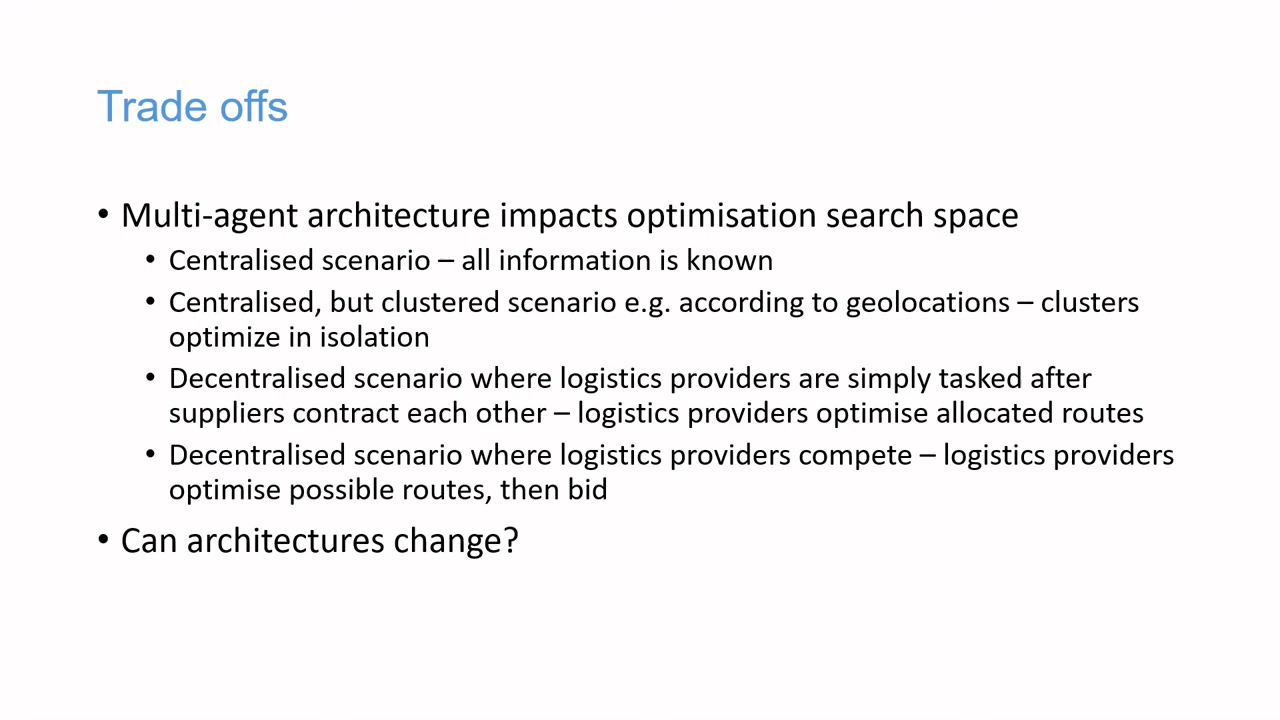 Trade offs
• Multi-agent architecture impacts optimisation search space
• Centralised scenario – all information is known
• Centralised, but clustered scenario e.g. according to geolocations – clusters
optimize in isolation
• Decentralised scenario where logistics providers are simply tasked after
suppliers contract each other – logistics providers optimise allocated routes
• Decentralised scenario where logistics providers compete – logistics providers
optimise possible routes, then bid
• Can architectures change?